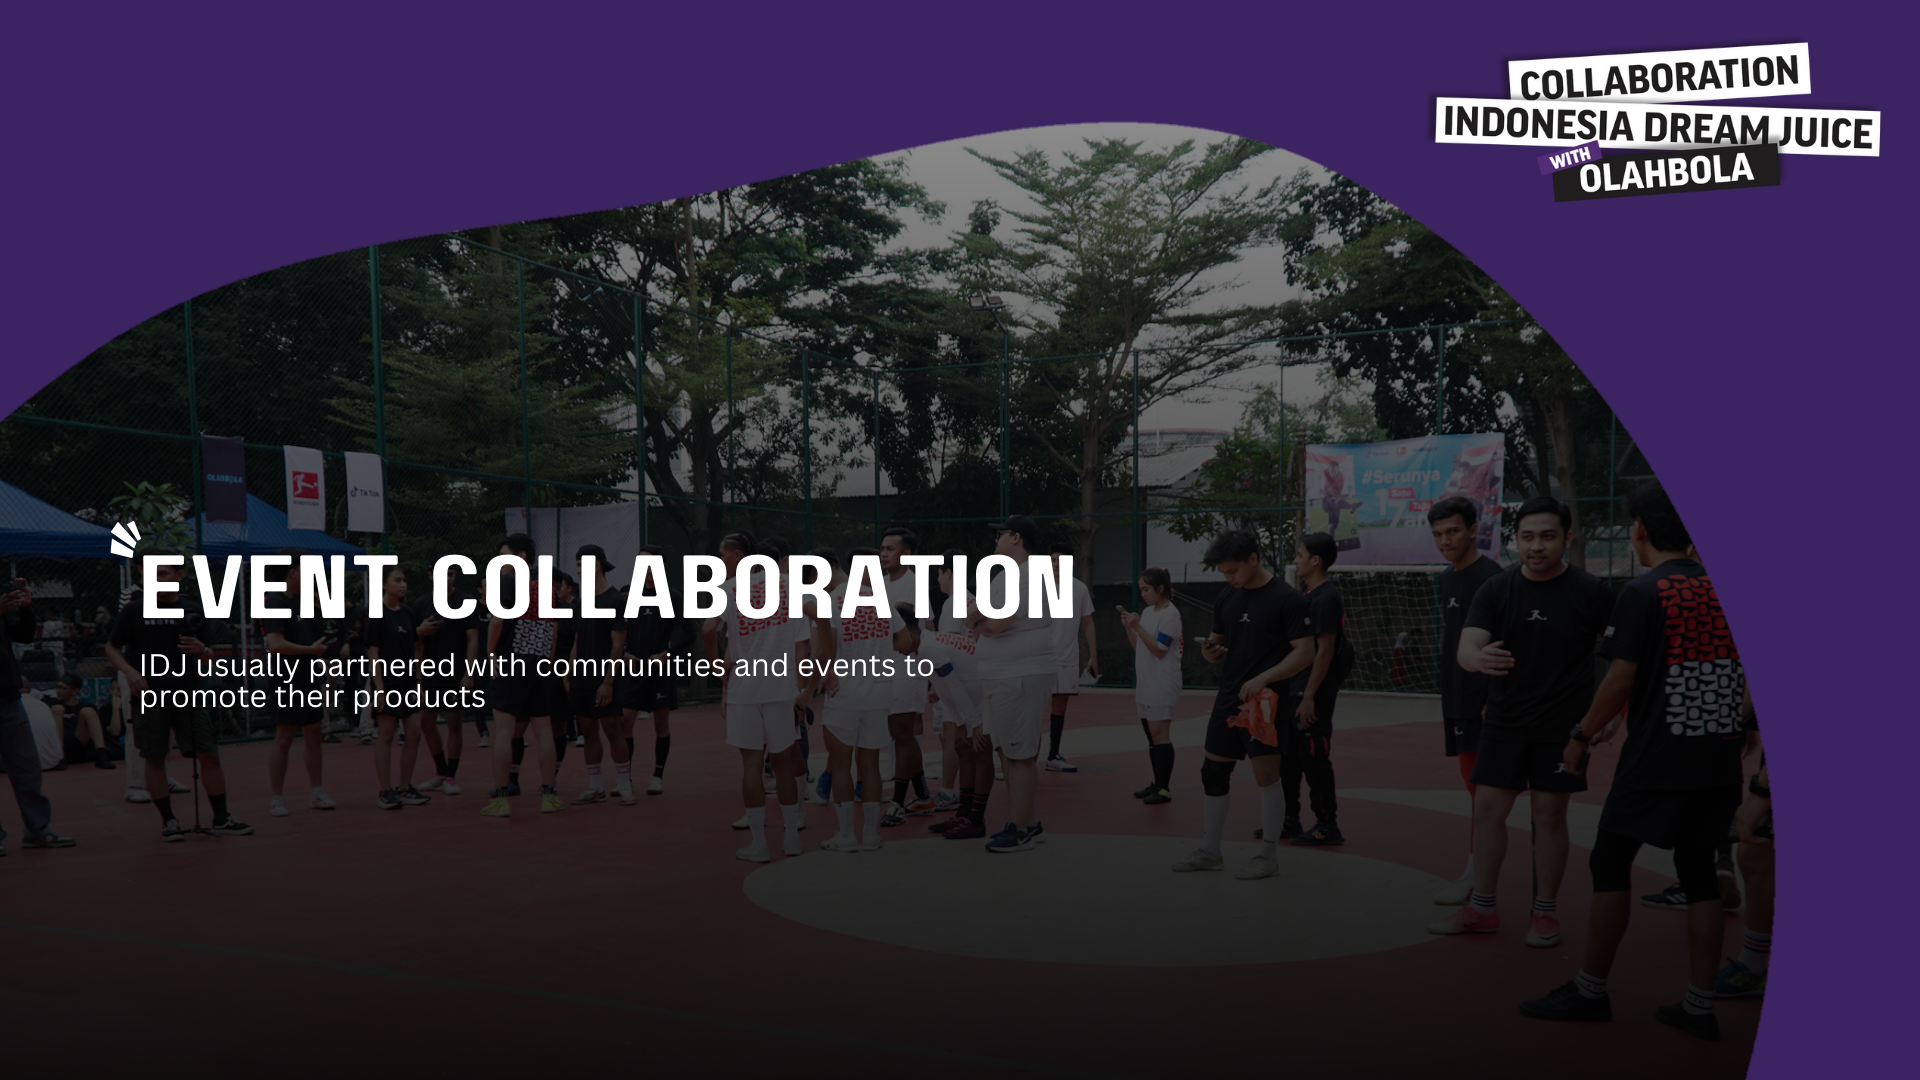 COLLABORATION
INDONESIA DREAM JUICE
WITH
OLAHBOLA
OLAHBOLA
TikTok
#Serunya
EVENT COLLABORATION
IDJ usually partnered with communities and events to
promote their products